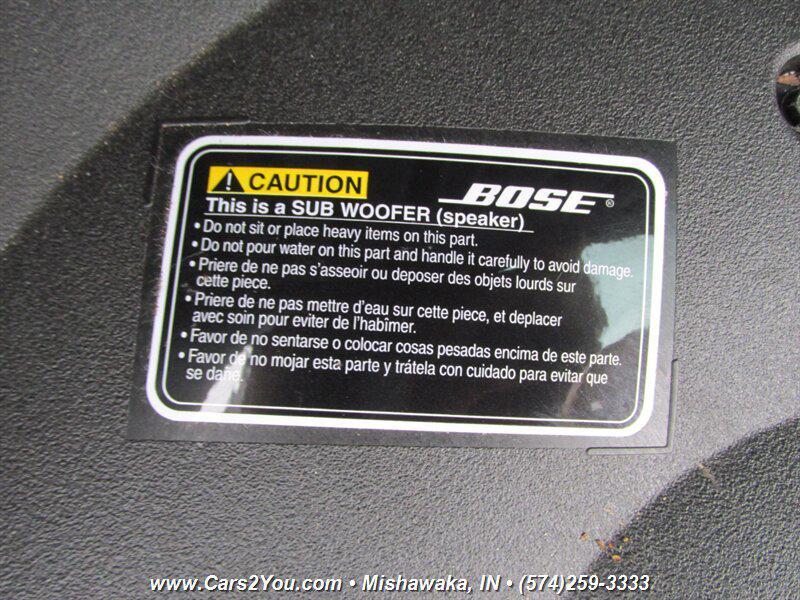 ⚠ CAUTION
BOSE®
This is a SUB WOOFER (speaker)
• Do not sit or place heavy items on this part.
• Do not pour water on this part and handle it carefully to avoid damage.
• Priere de ne pas s'asseoir ou deposer des objets lourds sur
cette piece.
• Priere de ne pas mettre d'eau sur cette piece, et deplacer
avec soin pour eviter de l'habîmer.
• Favor de no sentarse o colocar cosas pesadas encima de este parte.
• Favor de no mojar esta parte y trátela con cuidado para evitar que
se dañe.
www.Cars2You.com • Mishawaka, IN • (574)259-3333